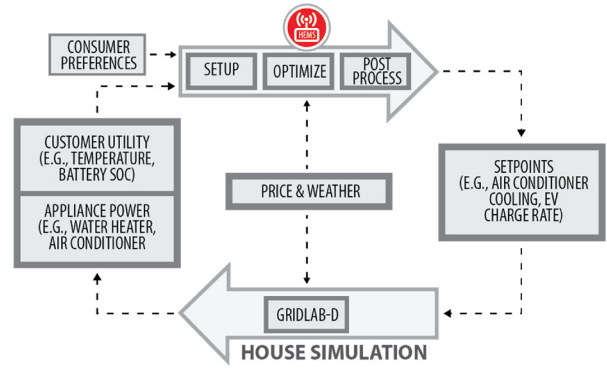 HEMS
CONSUMER
PREFERENCES
SETUP
OPTIMIZE
POST
PROCESS
CUSTOMER UTILITY
(E.G., TEMPERATURE,
BATTERY SOC)
APPLIANCE POWER
(E.G., WATER HEATER,
AIR CONDITIONER
PRICE & WEATHER
SETPOINTS
(E.G., AIR CONDITIONER
COOLING, EV
CHARGE RATE)
GRIDLAB-D
HOUSE SIMULATION